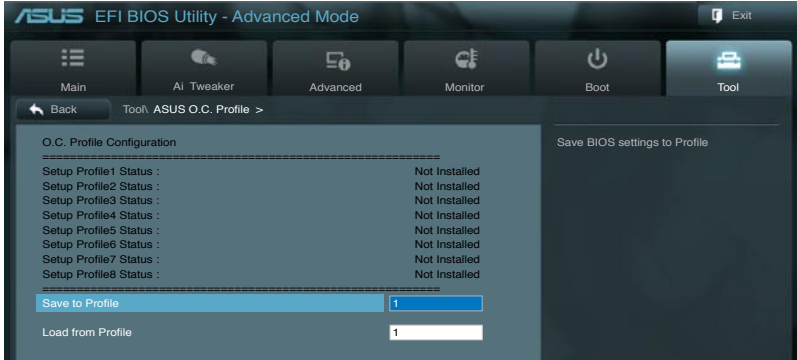 ASUS EFI BIOS Utility - Advanced Mode Exit
Main Ai Tweaker Advanced Monitor Boot Tool
Back Tool\ ASUS O.C. Profile >
O.C. Profile Configuration
Save BIOS settings to Profile
==========================================================
Setup Profile1 Status : Not Installed
Setup Profile2 Status : Not Installed
Setup Profile3 Status : Not Installed
Setup Profile4 Status : Not Installed
Setup Profile5 Status : Not Installed
Setup Profile6 Status : Not Installed
Setup Profile7 Status : Not Installed
Setup Profile8 Status : Not Installed
==========================================================
Save to Profile 1
Load from Profile 1